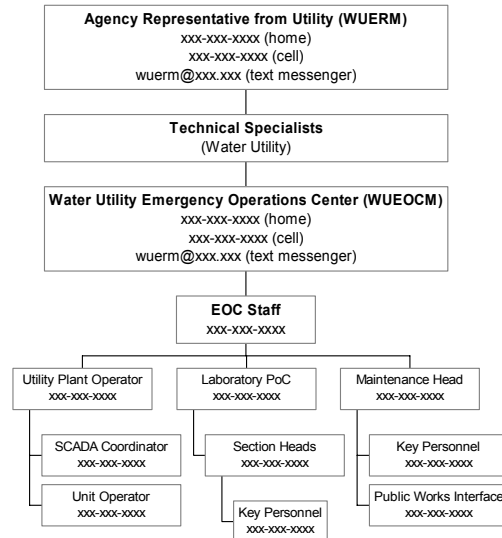 Agency Representative from Utility (WUERM)
xxx-xxx-xxxx (home)
xxx-xxx-xxxx (cell)
wuerm@xxx.xxx (text messenger)
Technical Specialists
(Water Utility)
Water Utility Emergency Operations Center (WUEOCM)
xxx-xxx-xxxx (home)
xxx-xxx-xxxx (cell)
wuerm@xxx.xxx (text messenger)
EOC Staff
xxx-xxx-xxxx
Utility Plant Operator
xxx-xxx-xxxx
SCADA Coordinator
xxx-xxx-xxxx
Unit Operator
xxx-xxx-xxxx
Laboratory PoC
xxx-xxx-xxxx
Section Heads
xxx-xxx-xxxx
Key Personnel
xxx-xxx-xxxx
Maintenance Head
xxx-xxx-xxxx
Key Personnel
xxx-xxx-xxxx
Public Works Interface
xxx-xxx-xxxx